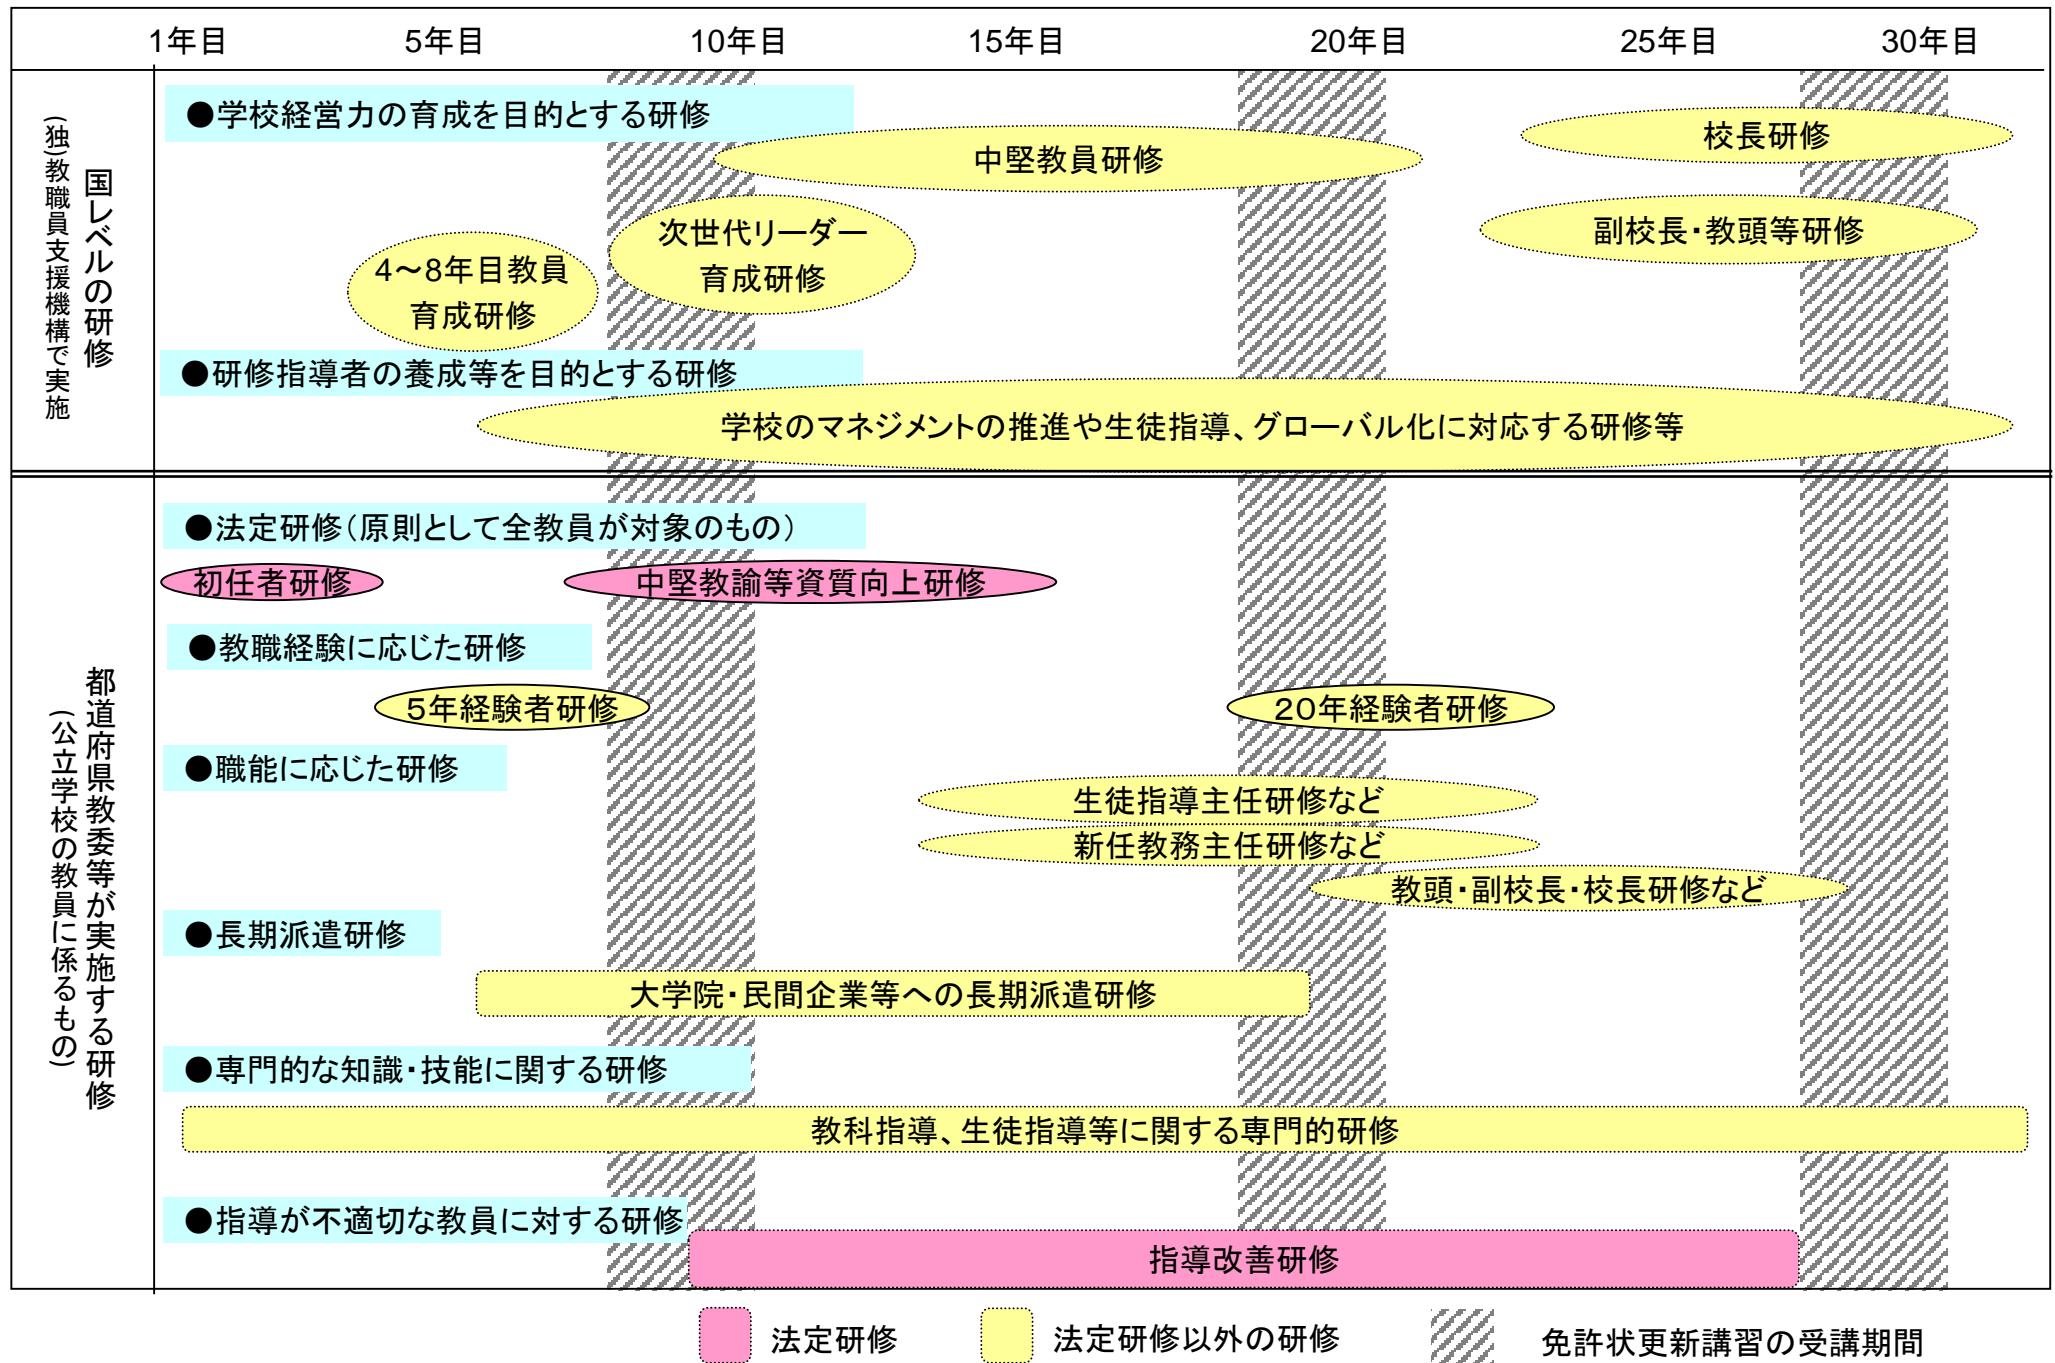 1年目 5年目 10年目 15年目 20年目 25年目 30年目
国レベルの研修
(独)教職員支援機構で実施
●学校経営力の育成を目的とする研修
中堅教員研修
校長研修
次世代リーダー
育成研修
副校長・教頭等研修
4～8年目教員
育成研修
●研修指導者の養成等を目的とする研修
学校のマネジメントの推進や生徒指導、グローバル化に対応する研修等
都道府県教委等が実施する研修
(公立学校の教員に係るもの)
●法定研修(原則として全教員が対象のもの)
初任者研修
中堅教諭等資質向上研修
●教職経験に応じた研修
5年経験者研修
20年経験者研修
●職能に応じた研修
生徒指導主任研修など
新任教務主任研修など
教頭・副校長・校長研修など
●長期派遣研修
大学院・民間企業等への長期派遣研修
●専門的な知識・技能に関する研修
教科指導、生徒指導等に関する専門的研修
●指導が不適切な教員に対する研修
指導改善研修
法定研修
法定研修以外の研修
免許状更新講習の受講期間